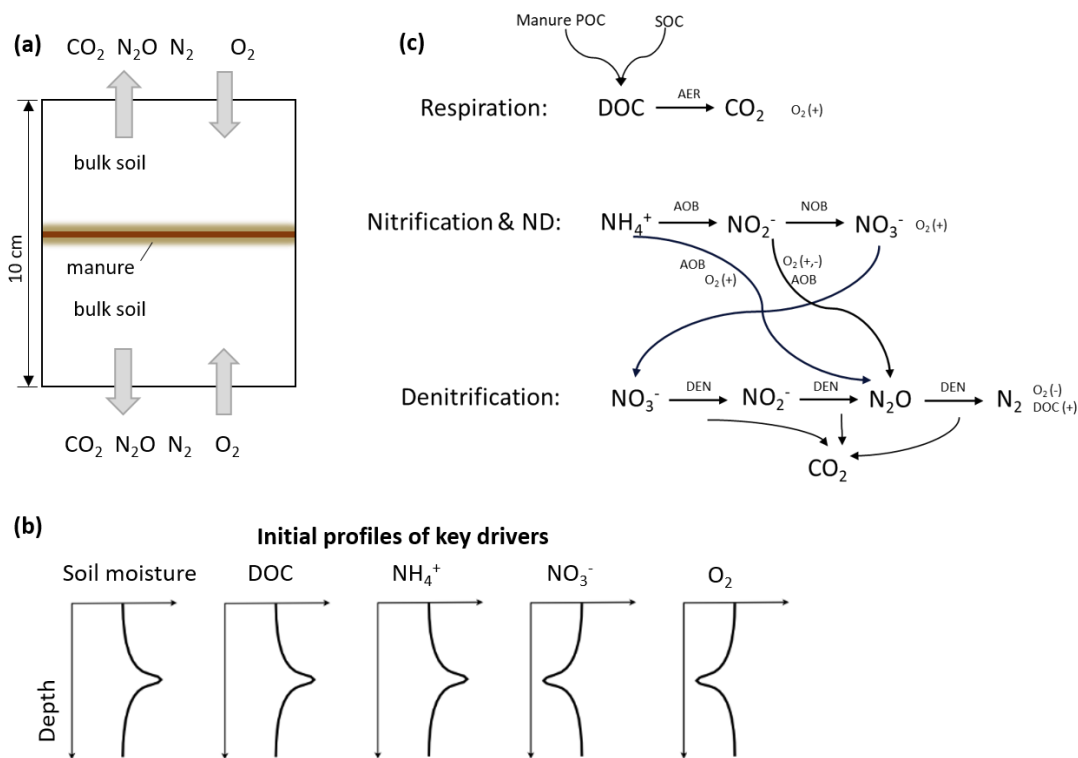 (a)
CO₂ N₂O N₂ O₂
bulk soil
manure
bulk soil
10 cm
CO₂ N₂O N₂ O₂
(c)
Manure POC SOC
Respiration: DOC AER CO₂ O₂ (+)
Nitrification & ND: NH₄⁺ AOB NO₂⁻ NOB NO₃⁻ O₂ (+)
AOB
O₂ (+)
O₂ (+,-)
AOB
Denitrification: NO₃⁻ DEN NO₂⁻ DEN N₂O DEN N₂ O₂ (-)
DOC (+)
CO₂
(b)
Initial profiles of key drivers
Soil moisture DOC NH₄⁺ NO₃⁻ O₂
Depth